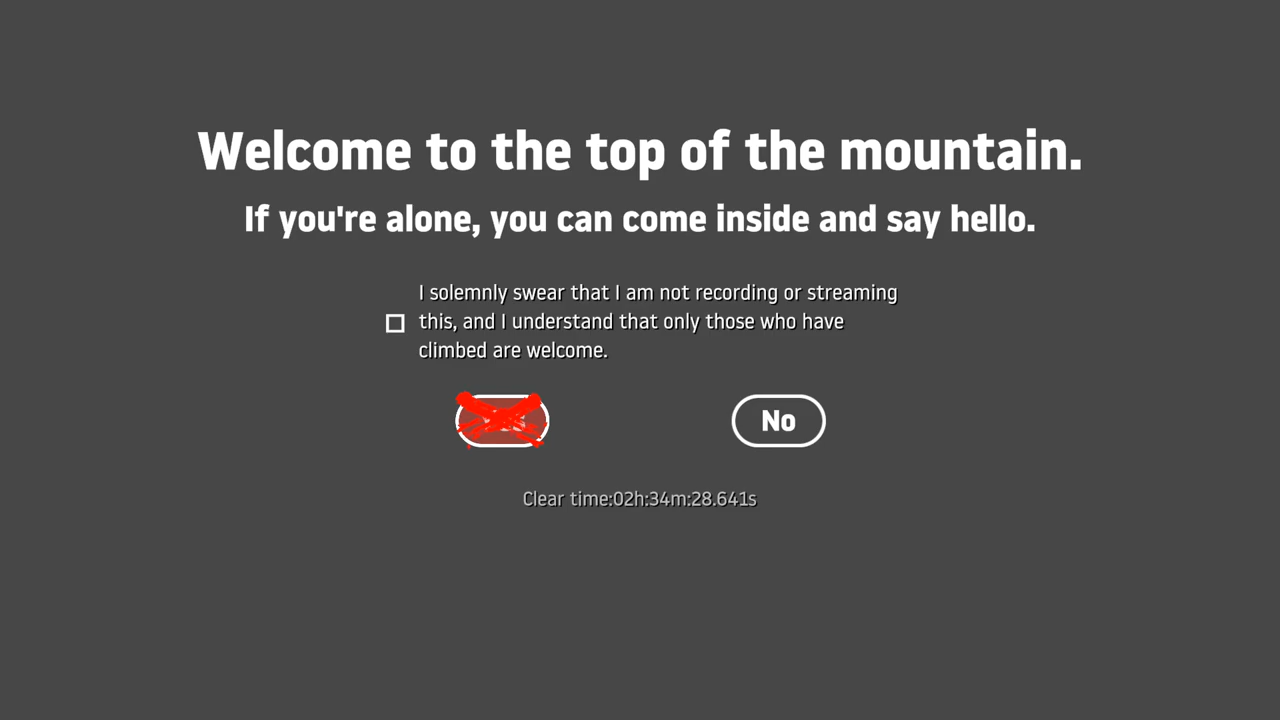 Welcome to the top of the mountain.
If you're alone, you can come inside and say hello.
I solemnly swear that I am not recording or streaming
this, and I understand that only those who have
climbed are welcome.
No
Clear time:02h:34m:28.641s